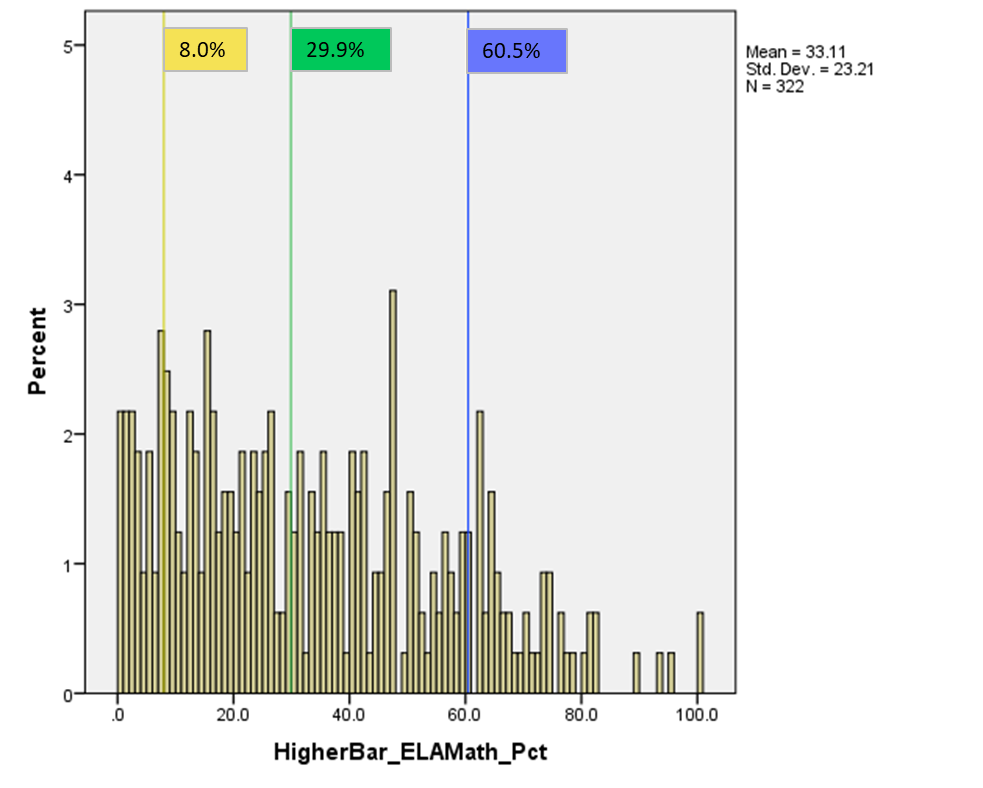 8.0%
29.9%
60.5%
Mean = 33.11
Std. Dev. = 23.21
N = 322
5
4
3
2
1
0
Percent
.0 20.0 40.0 60.0 80.0 100.0
HigherBar_ELAMath_Pct